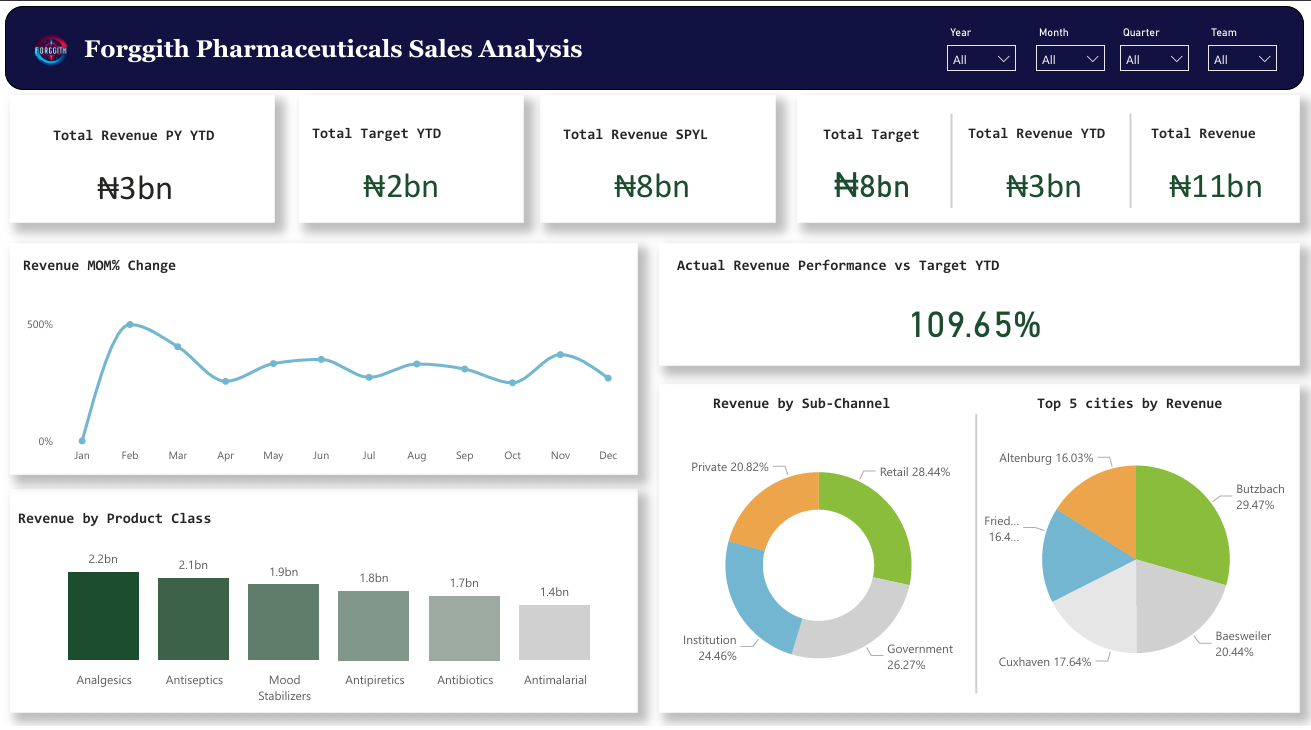 FORGGITH
Forggith Pharmaceuticals Sales Analysis
Year
Month
Quarter
Team
All
All
All
All
Total Revenue PY YTD
₦3bn
Total Target YTD
₦2bn
Total Revenue SPYL
₦8bn
Total Target
₦8bn
Total Revenue YTD
₦3bn
Total Revenue
₦11bn
Revenue MOM% Change
500%
0%
Jan Feb Mar Apr May Jun Jul Aug Sep Oct Nov Dec
Actual Revenue Performance vs Target YTD
109.65%
Revenue by Product Class
2.2bn
2.1bn
1.9bn
1.8bn
1.7bn
1.4bn
Analgesics
Antiseptics
Mood
Stabilizers
Antipiretics
Antibiotics
Antimalarial
Revenue by Sub-Channel
Private 20.82%
Retail 28.44%
Institution
24.46%
Government
26.27%
Top 5 cities by Revenue
Altenburg 16.03%
Butzbach
29.47%
Fried...
16.4...
Baesweiler
20.44%
Cuxhaven 17.64%